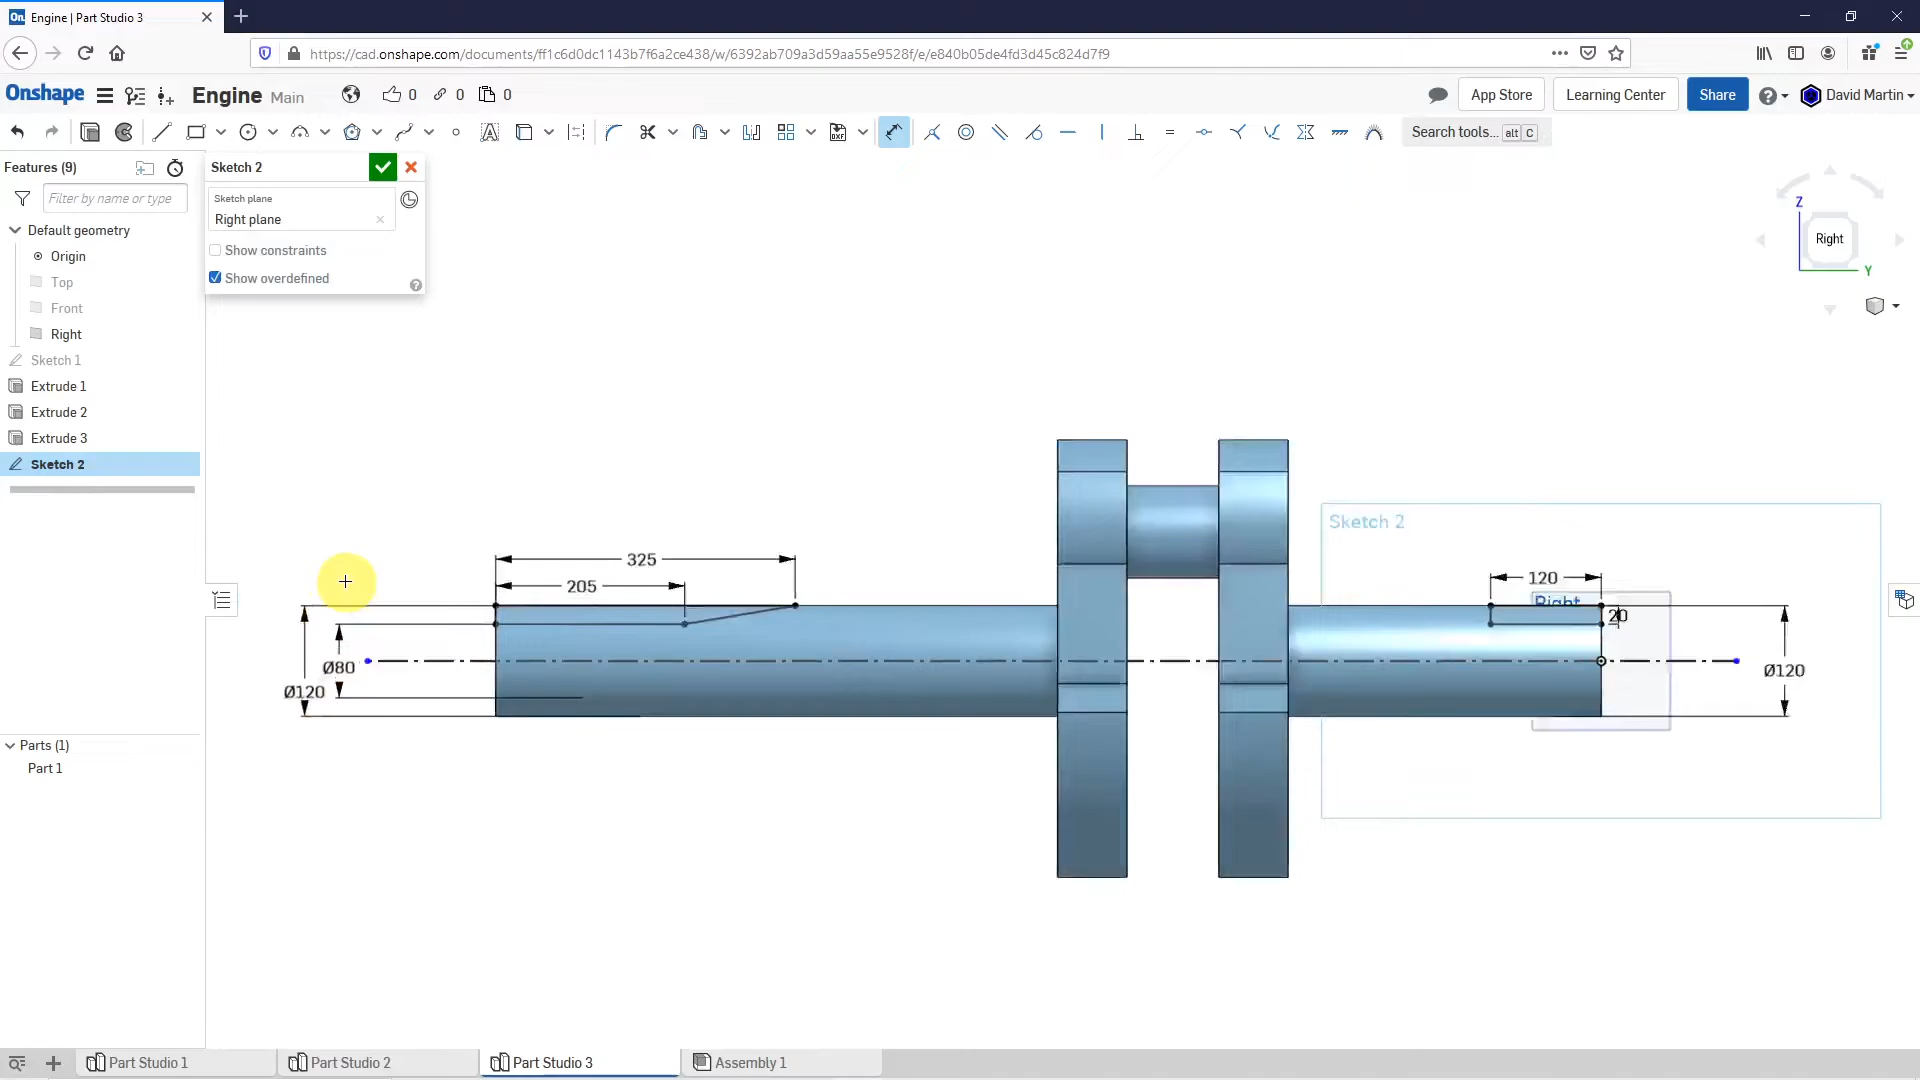 Engine | Part Studio 3
https://cad.onshape.com/documents/ff1c6d0dc1143b7f6a2ce438/w/6392ab709a3d59aa55e9528f/e/e840b05de4fd3d45c824d7f9
Onshape Engine Main 0 0 0 App Store Learning Center Share David Martin
Search tools... alt C
Features (9)
Filter by name or type
Default geometry
Origin
Top
Front
Right
Sketch 1
Extrude 1
Extrude 2
Extrude 3
Sketch 2
Parts (1)
Part 1
Sketch 2
Sketch plane
Right plane
Show constraints
Show overdefined
Z
Right
Y
Sketch 2
325
205
120
Right
20
Ø80
Ø120
Ø120
Part Studio 1
Part Studio 2
Part Studio 3
Assembly 1